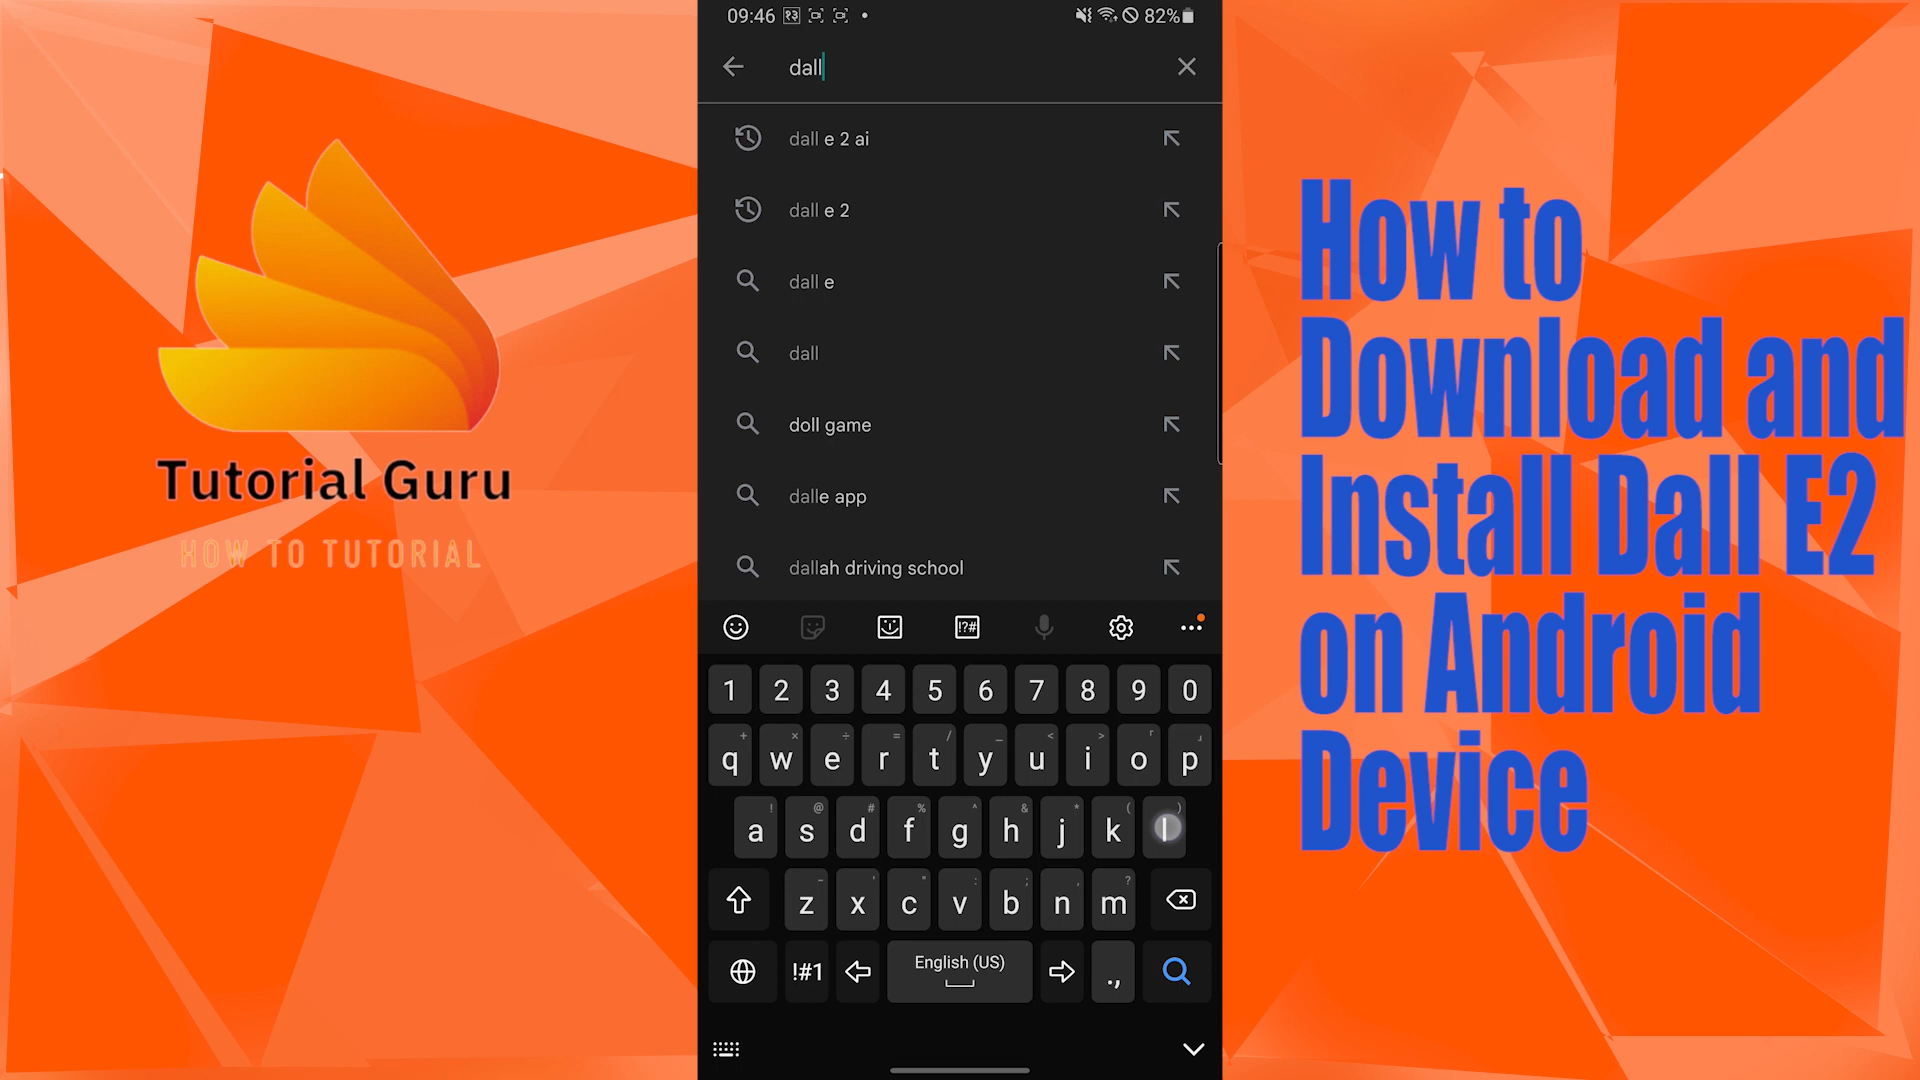 Tutorial Guru
HOW TO TUTORIAL
09:46
82%
dall
dall e 2 ai
dall e 2
dall e
dall
doll game
dalle app
dallah driving school
!?#
1 2 3 4 5 6 7 8 9 0
q w e r t y u i o p
a s d f g h j k l
z x c v b n m
!#1
English (US)
.,
How to
Download and
Install Dall E2
on Android
Device